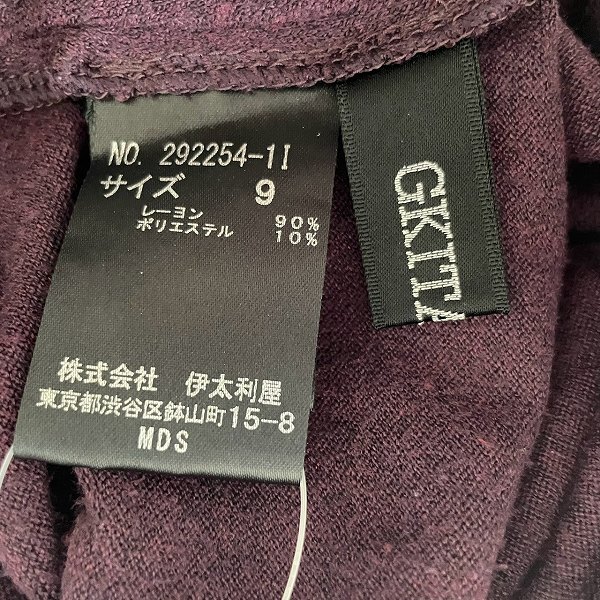 NO. 292254-1I
サイズ 9
レーヨン 90%
ポリエステル 10%
株式会社 伊太利屋
東京都渋谷区鉢山町15-8
MDS
GKITA